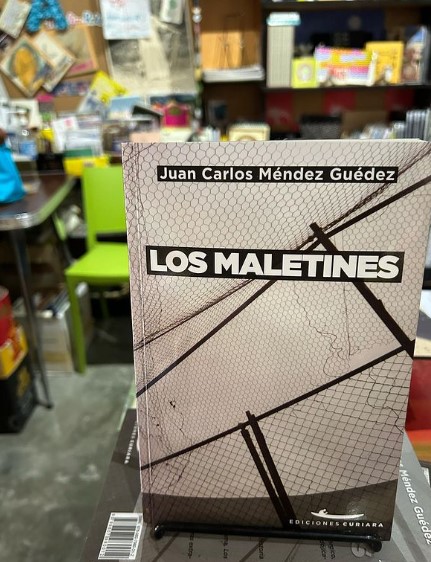 Juan Carlos Méndez Guédez
LOS MALETINES
EDICIONES CURIARA
Méndez Guédez